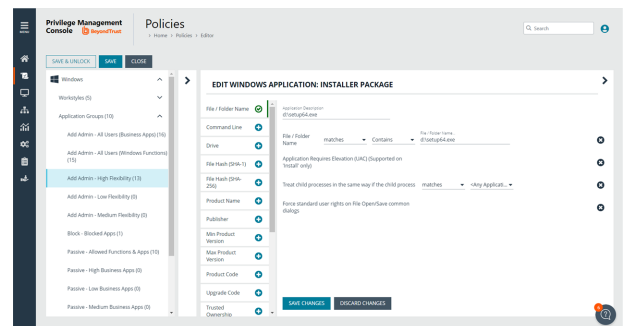 MENU
Privilege Management
Console BeyondTrust
Policies
> Home > Policies > Editor
Search
SAVE & UNLOCK
SAVE
CLOSE
Windows
Workstyles (5)
Application Groups (10)
Add Admin - All Users (Business Apps) (16)
Add Admin - All Users (Windows Functions)
(15)
Add Admin - High Flexibility (13)
Add Admin - Low Flexibility (0)
Add Admin - Medium Flexibility (0)
Block - Blocked Apps (1)
Passive - Allowed Functions & Apps (10)
Passive - High Business Apps (0)
Passive - Low Business Apps (0)
Passive - Medium Business Apps (0)
EDIT WINDOWS APPLICATION: INSTALLER PACKAGE
File / Folder Name
Command Line
Drive
File Hash (SHA-1)
File Hash (SHA-
256)
Product Name
Publisher
Min Product
Version
Max Product
Version
Product Code
Upgrade Code
Trusted
Ownership
Application Description
d\setup64.exe
File / Folder
Name
matches
Contains
File / Folder Name
d:\setup64.exe
Application Requires Elevation (UAC) (Supported on
'Install' only)
Treat child processes in the same way if the child process
matches
<Any Applicati...
Force standard user rights on File Open/Save common
dialogs
SAVE CHANGES
DISCARD CHANGES